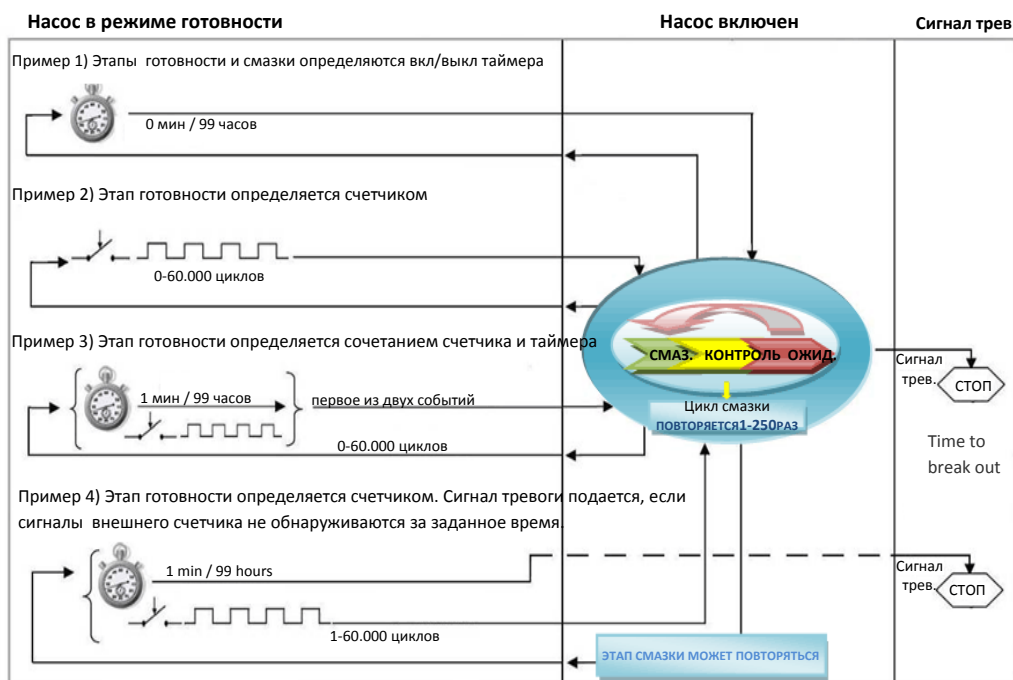 Насос в режиме готовности
Насос включен
Сигнал трев
Пример 1) Этапы готовности и смазки определяются вкл/выкл таймера
0 мин / 99 часов
Пример 2) Этап готовности определяется счетчиком
0-60.000 циклов
Пример 3) Этап готовности определяется сочетанием счетчика и таймера
1 мин / 99 часов
первое из двух событий
0-60.000 циклов
СМАЗ. КОНТРОЛЬ ОЖИД.
Цикл смазки
ПОВТОРЯЕТСЯ1-250РАЗ
Сигнал
трев.
СТОП
Time to
break out
Пример 4) Этап готовности определяется счетчиком. Сигнал тревоги подается, если
сигналы внешнего счетчика не обнаруживаются за заданное время.
1 min / 99 hours
1-60.000 циклов
Сигнал
трев.
СТОП
ЭТАП СМАЗКИ МОЖЕТ ПОВТОРЯТЬСЯ